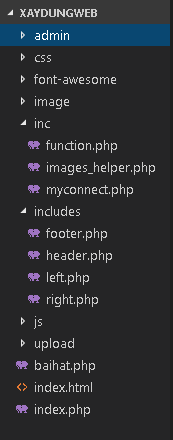 XAYDUNGWEB
admin
css
font-awesome
image
inc
function.php
images_helper.php
myconnect.php
includes
footer.php
header.php
left.php
right.php
js
upload
baihat.php
index.html
index.php